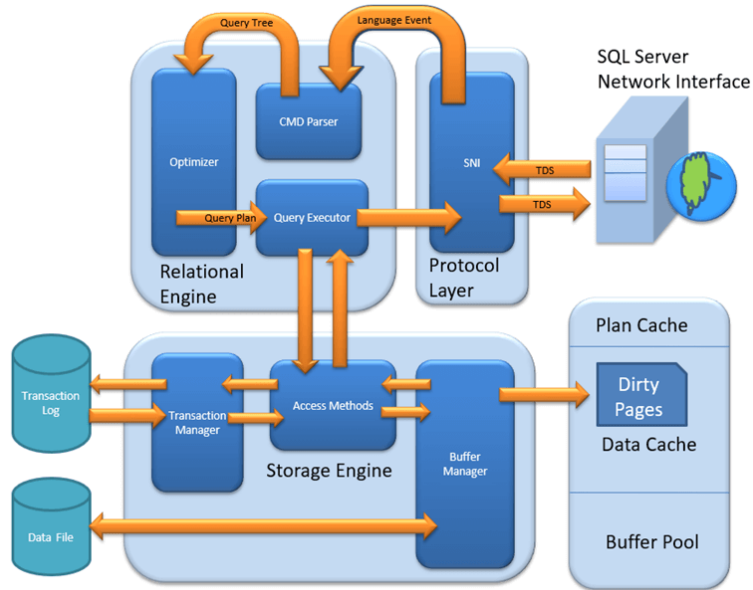 Query Tree
Language Event
SQL Server
Network Interface
CMD Parser
Optimizer
SNI
TDS
TDS
Query Plan
Query Executor
Relational
Engine
Protocol
Layer
Plan Cache
Transaction
Log
Transaction
Manager
Access Methods
Dirty
Pages
Data Cache
Storage Engine
Buffer
Manager
Data File
Buffer Pool